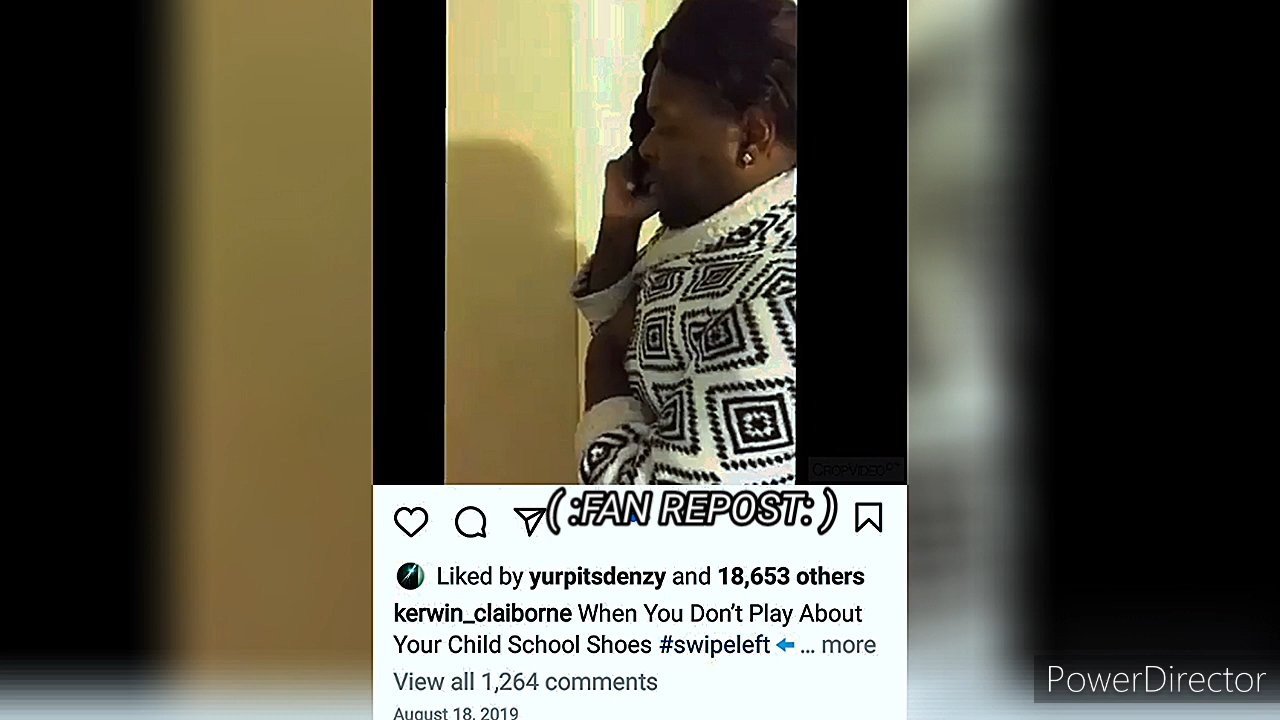 CROPVIDEO
( :FAN REPOST: )
Liked by yurpitsdenzy and 18,653 others
kerwin_claiborne When You Don’t Play About
Your Child School Shoes #swipeleft ... more
View all 1,264 comments
August 18, 2019
PowerDirector